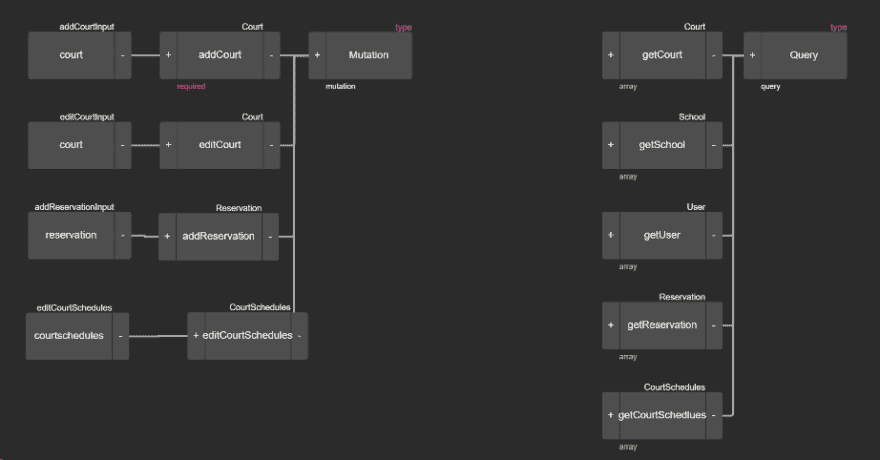 addCourtInput
Court
type
court - + addCourt - + Mutation
required
mutation
editCourtInput
Court
court - + editCourt -
addReservationInput
Reservation
reservation - + addReservation -
editCourtSchedules
CourtSchedules
courtschedules - + editCourtSchedules -
Court
type
+ getCourt - + Query
array
query
School
+ getSchool -
array
User
+ getUser -
array
Reservation
+ getReservation -
array
CourtSchedules
+ getCourtSchedlues -
array